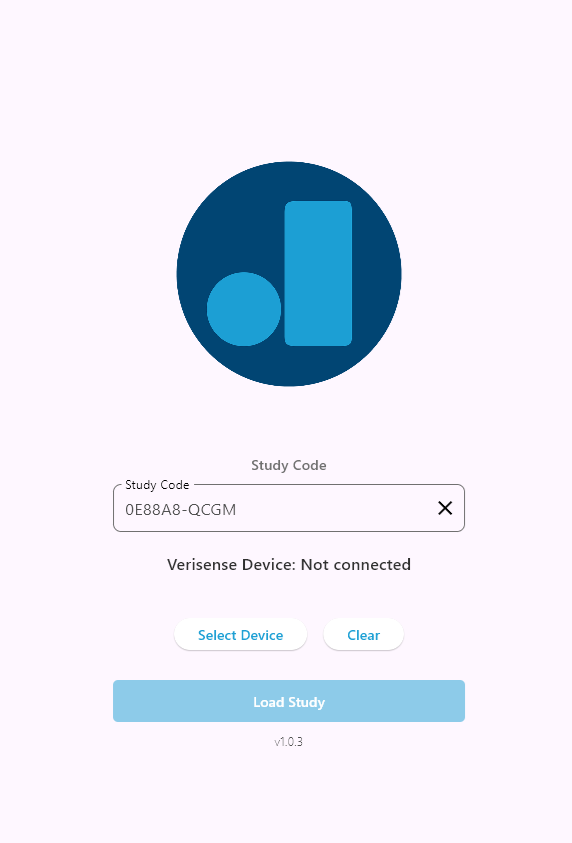 Study Code
Study Code
0E88A8-QCGM
Verisense Device: Not connected
Select Device
Clear
Load Study
v1.0.3